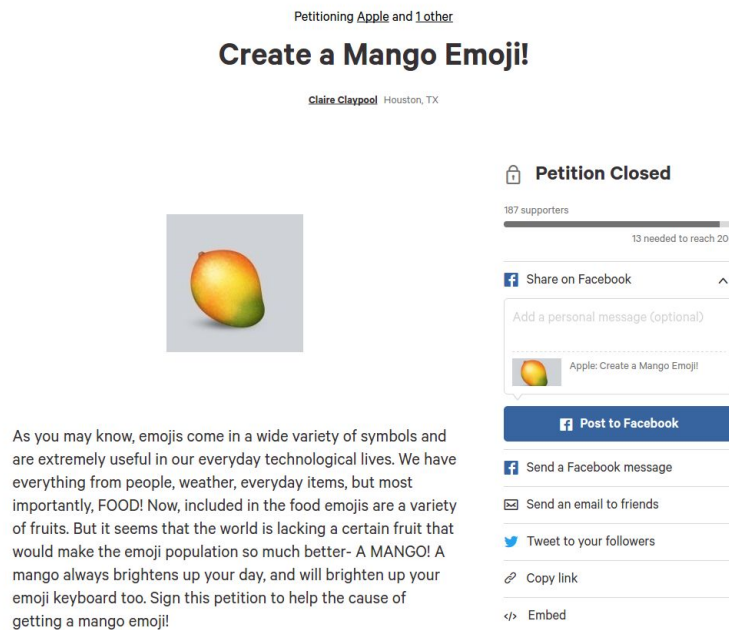 Petitioning Apple and 1 other
Create a Mango Emoji!
Claire Claypool Houston, TX
Petition Closed
187 supporters
13 needed to reach 20
Share on Facebook
Add a personal message (optional)
Apple: Create a Mango Emoji!
Post to Facebook
Send a Facebook message
Send an email to friends
Tweet to your followers
Copy link
Embed
As you may know, emojis come in a wide variety of symbols and
are extremely useful in our everyday technological lives. We have
everything from people, weather, everyday items, but most
importantly, FOOD! Now, included in the food emojis are a variety
of fruits. But it seems that the world is lacking a certain fruit that
would make the emoji population so much better- A MANGO! A
mango always brightens up your day, and will brighten up your
emoji keyboard too. Sign this petition to help the cause of
getting a mango emoji!